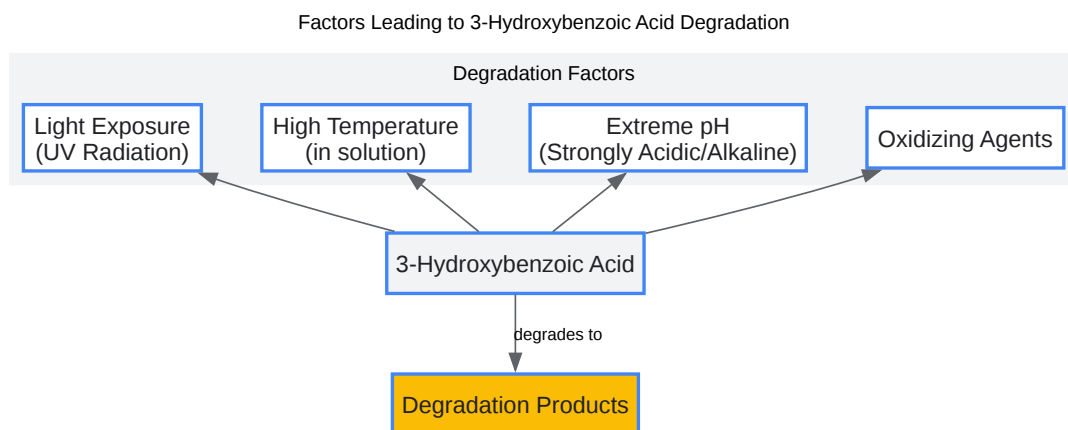 Factors Leading to 3-Hydroxybenzoic Acid Degradation
Degradation Factors
Light Exposure
(UV Radiation)
High Temperature
(in solution)
Extreme pH
(Strongly Acidic/Alkaline)
Oxidizing Agents
3-Hydroxybenzoic Acid
degrades to
Degradation Products